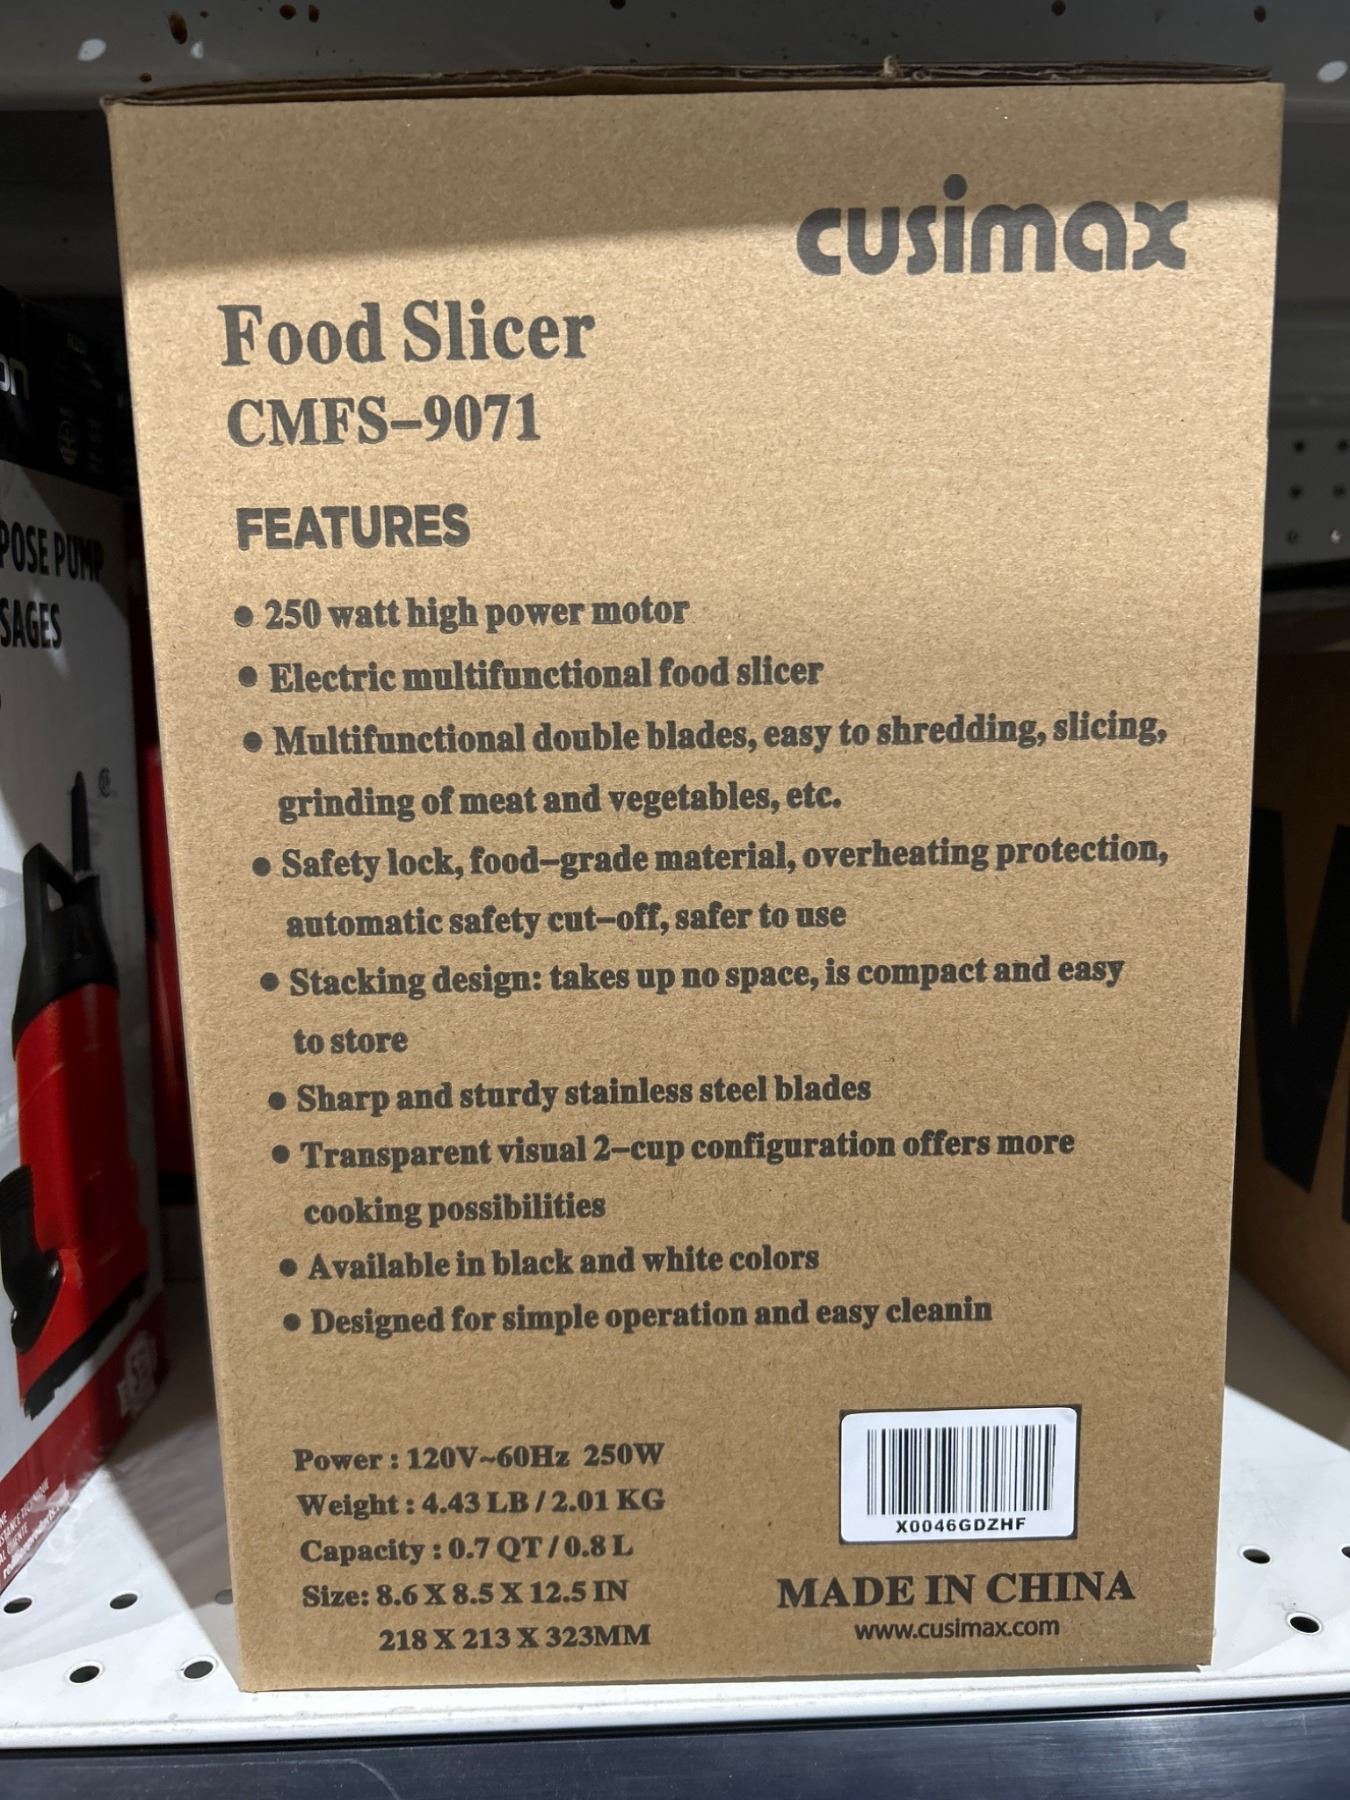 cusimax
Food Slicer
CMFS-9071
FEATURES
● 250 watt high power motor
● Electric multifunctional food slicer
● Multifunctional double blades, easy to shredding, slicing,
grinding of meat and vegetables, etc.
● Safety lock, food-grade material, overheating protection,
automatic safety cut-off, safer to use
● Stacking design: takes up no space, is compact and easy
to store
● Sharp and sturdy stainless steel blades
● Transparent visual 2-cup configuration offers more
cooking possibilities
● Available in black and white colors
● Designed for simple operation and easy cleanin
Power : 120V~60Hz 250W
Weight : 4.43 LB / 2.01 KG
Capacity : 0.7 QT / 0.8 L
Size: 8.6 X 8.5 X 12.5 IN
218 X 213 X 323MM
X0046GDZHF
MADE IN CHINA
www.cusimax.com
POSE PUMP
SAGES